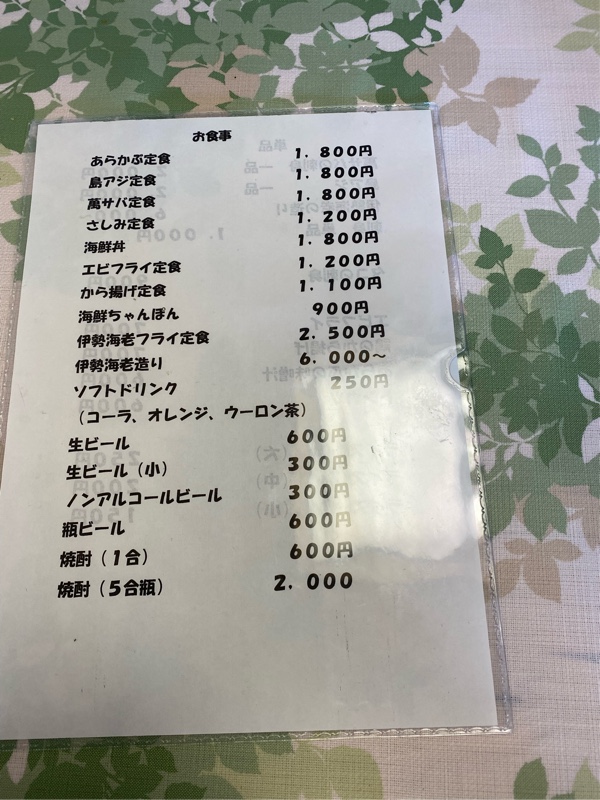 お食事
あらかぶ定食 1．800円
島アジ定食 1．800円
萬サバ定食 1．800円
さしみ定食 1．200円
海鮮丼 1．800円
エビフライ定食 1．200円
から揚げ定食 1．100円
海鮮ちゃんぽん 900円
伊勢海老フライ定食 2．500円
伊勢海老造り 6．000～
ソフトドリンク 250円
（コーラ、オレンジ、ウーロン茶）
生ビール 600円
生ビール（小） 300円
ノンアルコールビール 300円
瓶ビール 600円
焼酎（1合） 600円
焼酎（5合瓶） 2．000